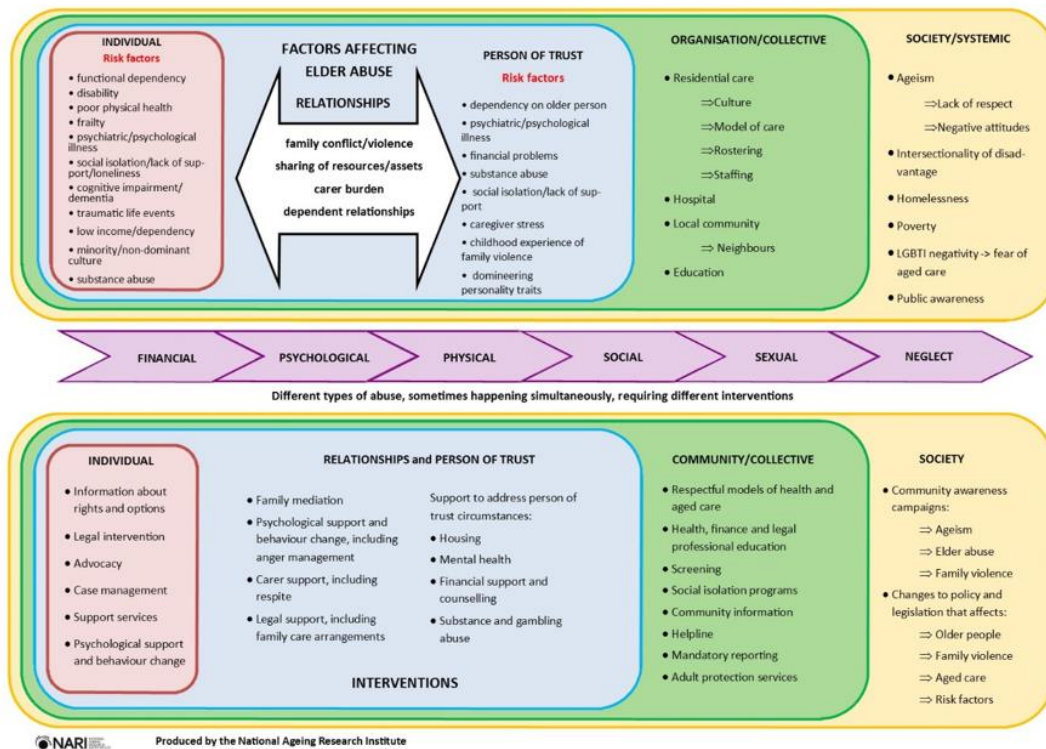 INDIVIDUAL
Risk factors
• functional dependency
• disability
• poor physical health
• frailty
• psychiatric/psychological
illness
• social isolation/lack of sup-
port/loneliness
• cognitive impairment/
dementia
• traumatic life events
• low income/dependency
• minority/non-dominant
culture
• substance abuse
FACTORS AFFECTING
ELDER ABUSE
RELATIONSHIPS
family conflict/violence
sharing of resources/assets
carer burden
dependent relationships
PERSON OF TRUST
Risk factors
• dependency on older person
• psychiatric/psychological
illness
• financial problems
• substance abuse
• social isolation/lack of sup-
port
• caregiver stress
• childhood experience of
family violence
• domineering
personality traits
ORGANISATION/COLLECTIVE
• Residential care
⇒Culture
⇒Model of care
⇒Rostering
⇒Staffing
• Hospital
• Local community
⇒ Neighbours
• Education
SOCIETY/SYSTEMIC
• Ageism
⇒Lack of respect
⇒Negative attitudes
• Intersectionality of disad-
vantage
• Homelessness
• Poverty
• LGBTI negativity -> fear of
aged care
• Public awareness
FINANCIAL
PSYCHOLOGICAL
PHYSICAL
SOCIAL
SEXUAL
NEGLECT
Different types of abuse, sometimes happening simultaneously, requiring different interventions
INDIVIDUAL
• Information about
rights and options
• Legal intervention
• Advocacy
• Case management
• Support services
• Psychological support
and behaviour change
RELATIONSHIPS and PERSON OF TRUST
• Family mediation
• Psychological support and
behaviour change, including
anger management
• Carer support, including
respite
• Legal support, including
family care arrangements
Support to address person of
trust circumstances:
• Housing
• Mental health
• Financial support and
counselling
• Substance and gambling
abuse
INTERVENTIONS
COMMUNITY/COLLECTIVE
• Respectful models of health and
aged care
• Health, finance and legal
professional education
• Screening
• Social isolation programs
• Community information
• Helpline
• Mandatory reporting
• Adult protection services
SOCIETY
• Community awareness
campaigns:
⇒ Ageism
⇒ Elder abuse
⇒ Family violence
• Changes to policy and
legislation that affects:
⇒ Older people
⇒ Family violence
⇒ Aged care
⇒ Risk factors
NARI
Produced by the National Ageing Research Institute